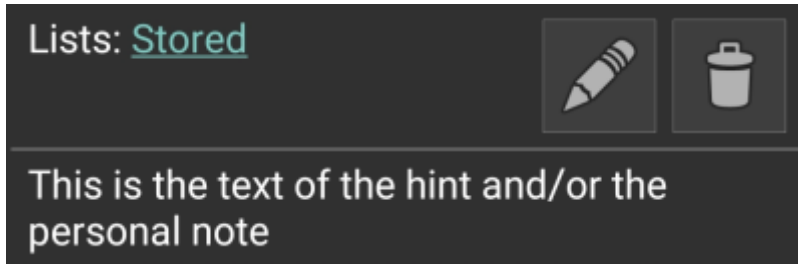 Lists: Stored
This is the text of the hint and/or the
personal note